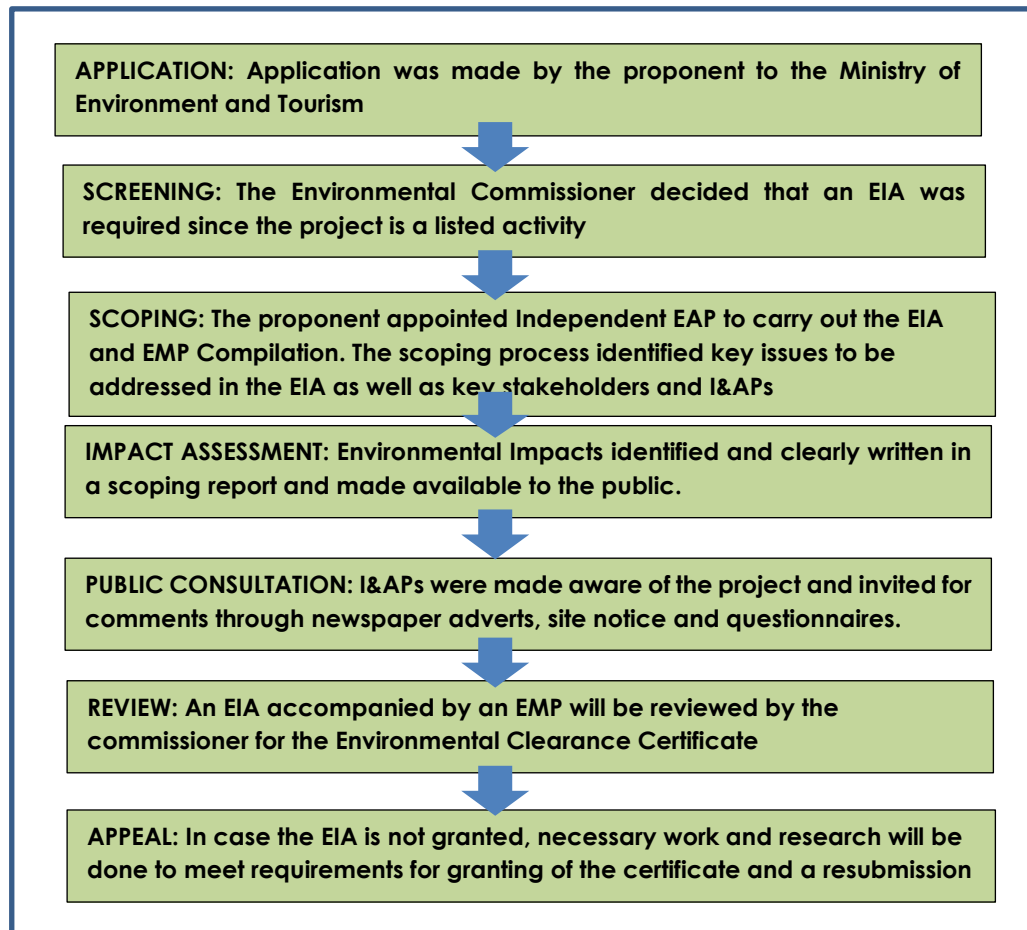 APPLICATION: Application was made by the proponent to the Ministry of
Environment and Tourism
SCREENING: The Environmental Commissioner decided that an EIA was
required since the project is a listed activity
SCOPING: The proponent appointed Independent EAP to carry out the EIA
and EMP Compilation. The scoping process identified key issues to be
addressed in the EIA as well as key stakeholders and I&APs
IMPACT ASSESSMENT: Environmental Impacts identified and clearly written in
a scoping report and made available to the public.
PUBLIC CONSULTATION: I&APs were made aware of the project and invited for
comments through newspaper adverts, site notice and questionnaires.
REVIEW: An EIA accompanied by an EMP will be reviewed by the
commissioner for the Environmental Clearance Certificate
APPEAL: In case the EIA is not granted, necessary work and research will be
done to meet requirements for granting of the certificate and a resubmission